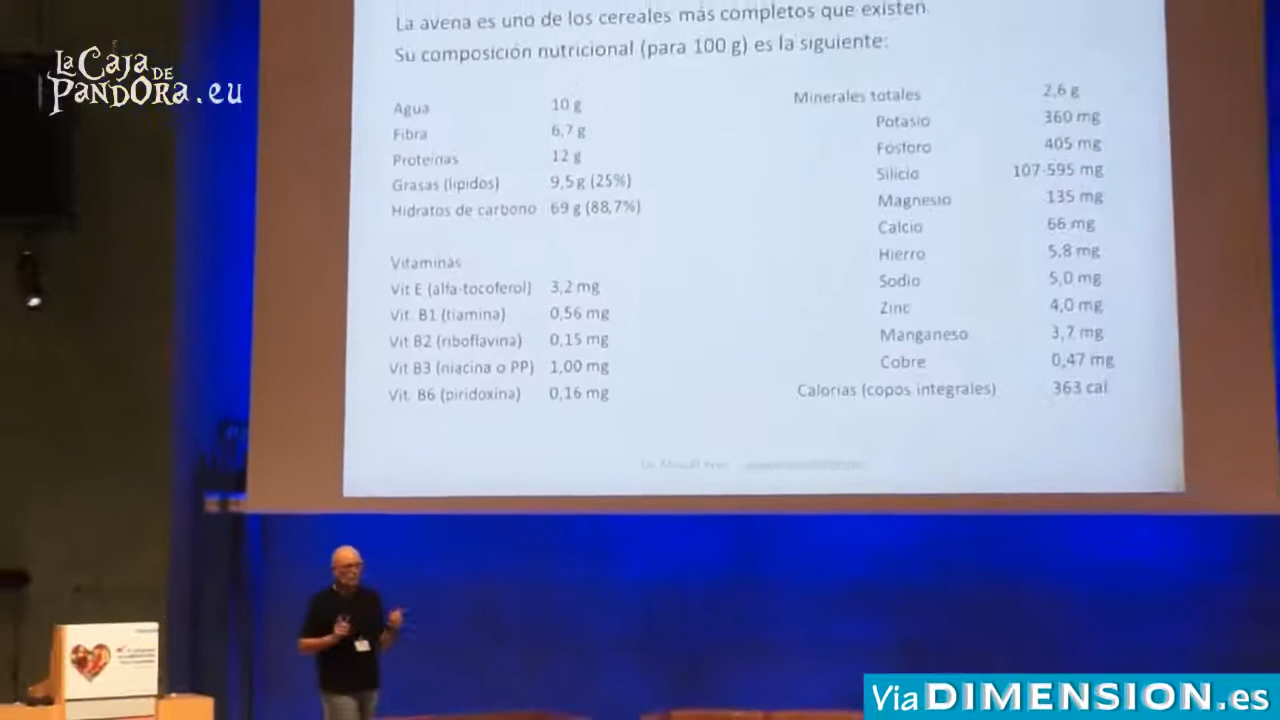 La Caja de
Pandora.eu
La avena es uno de los cereales más completos que existen.
Su composición nutricional (para 100 g) es la siguiente:
Agua 10 g
Fibra 6,7 g
Proteínas 12 g
Grasas (lípidos) 9,5 g (25%)
Hidratos de carbono 69 g (88,7%)
Vitaminas
Vit E (alfa-tocoferol) 3,2 mg
Vit. B1 (tiamina) 0,56 mg
Vit B2 (riboflavina) 0,15 mg
Vit B3 (niacina o PP) 1,00 mg
Vit. B6 (piridoxina) 0,16 mg
Minerales totales 2,6 g
Potasio 360 mg
Fósforo 405 mg
Silicio 107-595 mg
Magnesio 135 mg
Calcio 66 mg
Hierro 5,8 mg
Sodio 5,0 mg
Zinc 4,0 mg
Manganeso 3,7 mg
Cobre 0,47 mg
Calorías (copos integrales) 363 cal
ViaDIMENSION.es